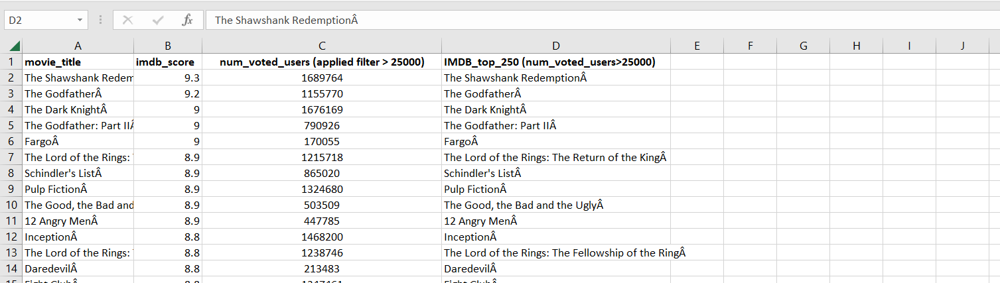 D2 fx The Shawshank RedemptionÂ
A B C D E F G H I J
1 movie_title imdb_score num_voted_users (applied filter > 25000) IMDB_top_250 (num_voted_users>25000)
2 The Shawshank Redem 9.3 1689764 The Shawshank RedemptionÂ
3 The GodfatherÂ 9.2 1155770 The GodfatherÂ
4 The Dark KnightÂ 9 1676169 The Dark KnightÂ
5 The Godfather: Part IIÂ 9 790926 The Godfather: Part IIÂ
6 FargoÂ 9 170055 FargoÂ
7 The Lord of the Rings: 8.9 1215718 The Lord of the Rings: The Return of the KingÂ
8 Schindler's ListÂ 8.9 865020 Schindler's ListÂ
9 Pulp FictionÂ 8.9 1324680 Pulp FictionÂ
10 The Good, the Bad and 8.9 503509 The Good, the Bad and the UglyÂ
11 12 Angry MenÂ 8.9 447785 12 Angry MenÂ
12 InceptionÂ 8.8 1468200 InceptionÂ
13 The Lord of the Rings: 8.8 1238746 The Lord of the Rings: The Fellowship of the RingÂ
14 DaredevilÂ 8.8 213483 DaredevilÂ